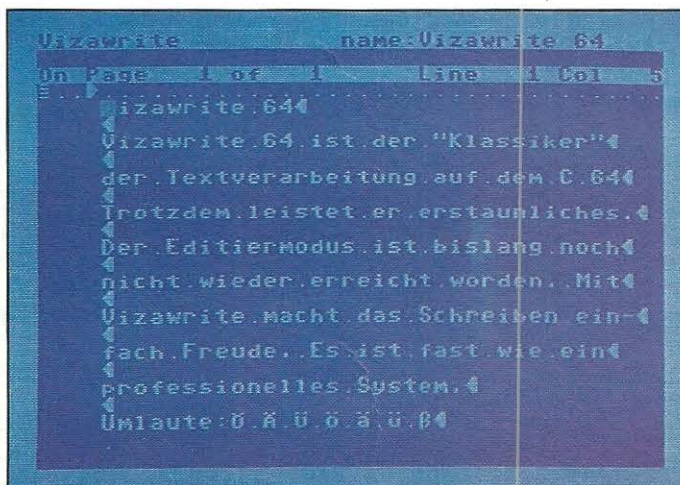 Vizawrite name:Vizawrite 64
On Page 1 of 1 Line 1 Col 5
Vizawrite.64
Vizawrite.64.ist.der."Klassiker"
der.Textverarbeitung.auf.dem.C.64
Trotzdem.leistet.er.erstaunliches.
Der.Editiermodus.ist.bislang.noch
nicht.wieder.erreicht.worden..Mit
Vizawrite.macht.das.Schreiben.ein-
fach.Freude..Es.ist.fast.wie.ein
professionelles.System.
Umlaute:Ö.Ä.Ü.ö.ä.ü.ß